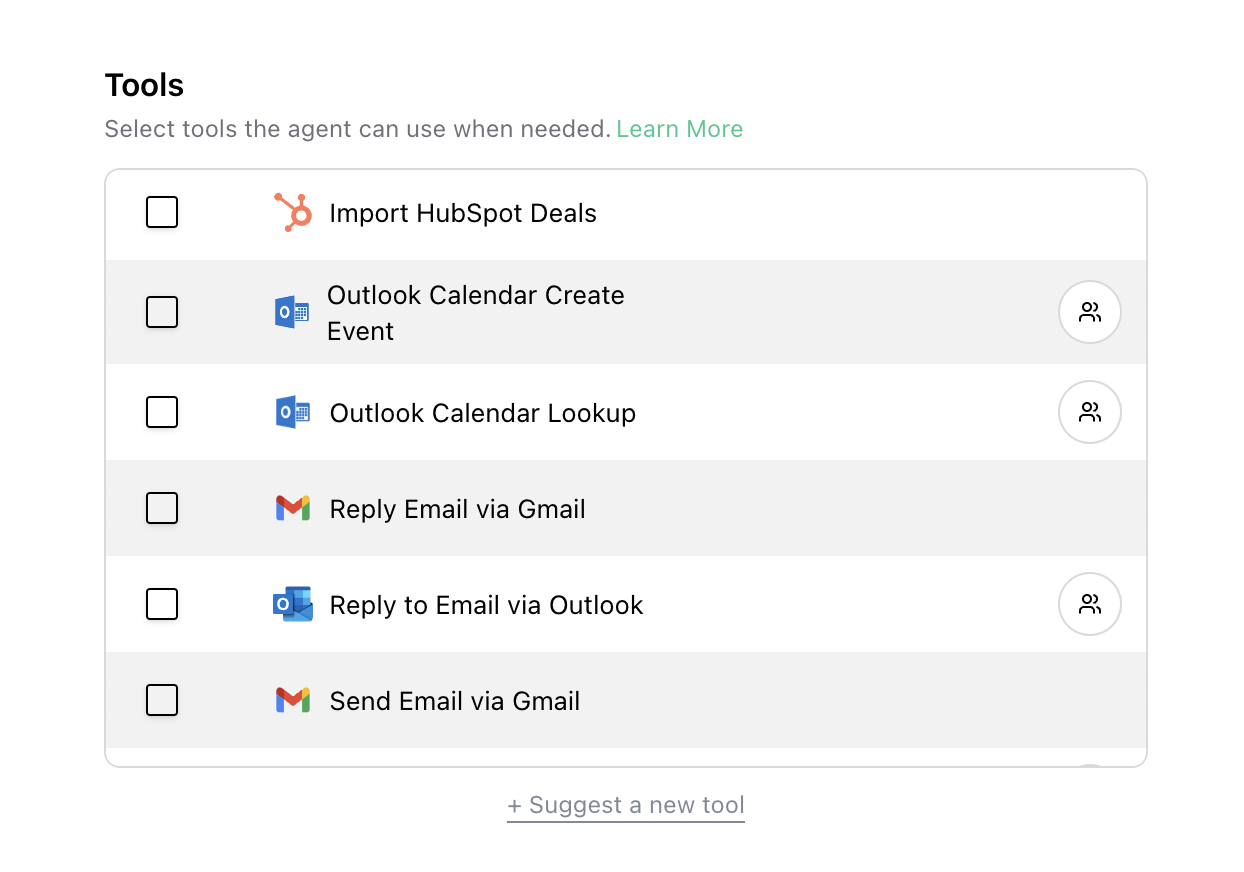 Tools
Select tools the agent can use when needed. Learn More
Import HubSpot Deals
Outlook Calendar Create
Event
Outlook Calendar Lookup
Reply Email via Gmail
Reply to Email via Outlook
Send Email via Gmail
+ Suggest a new tool